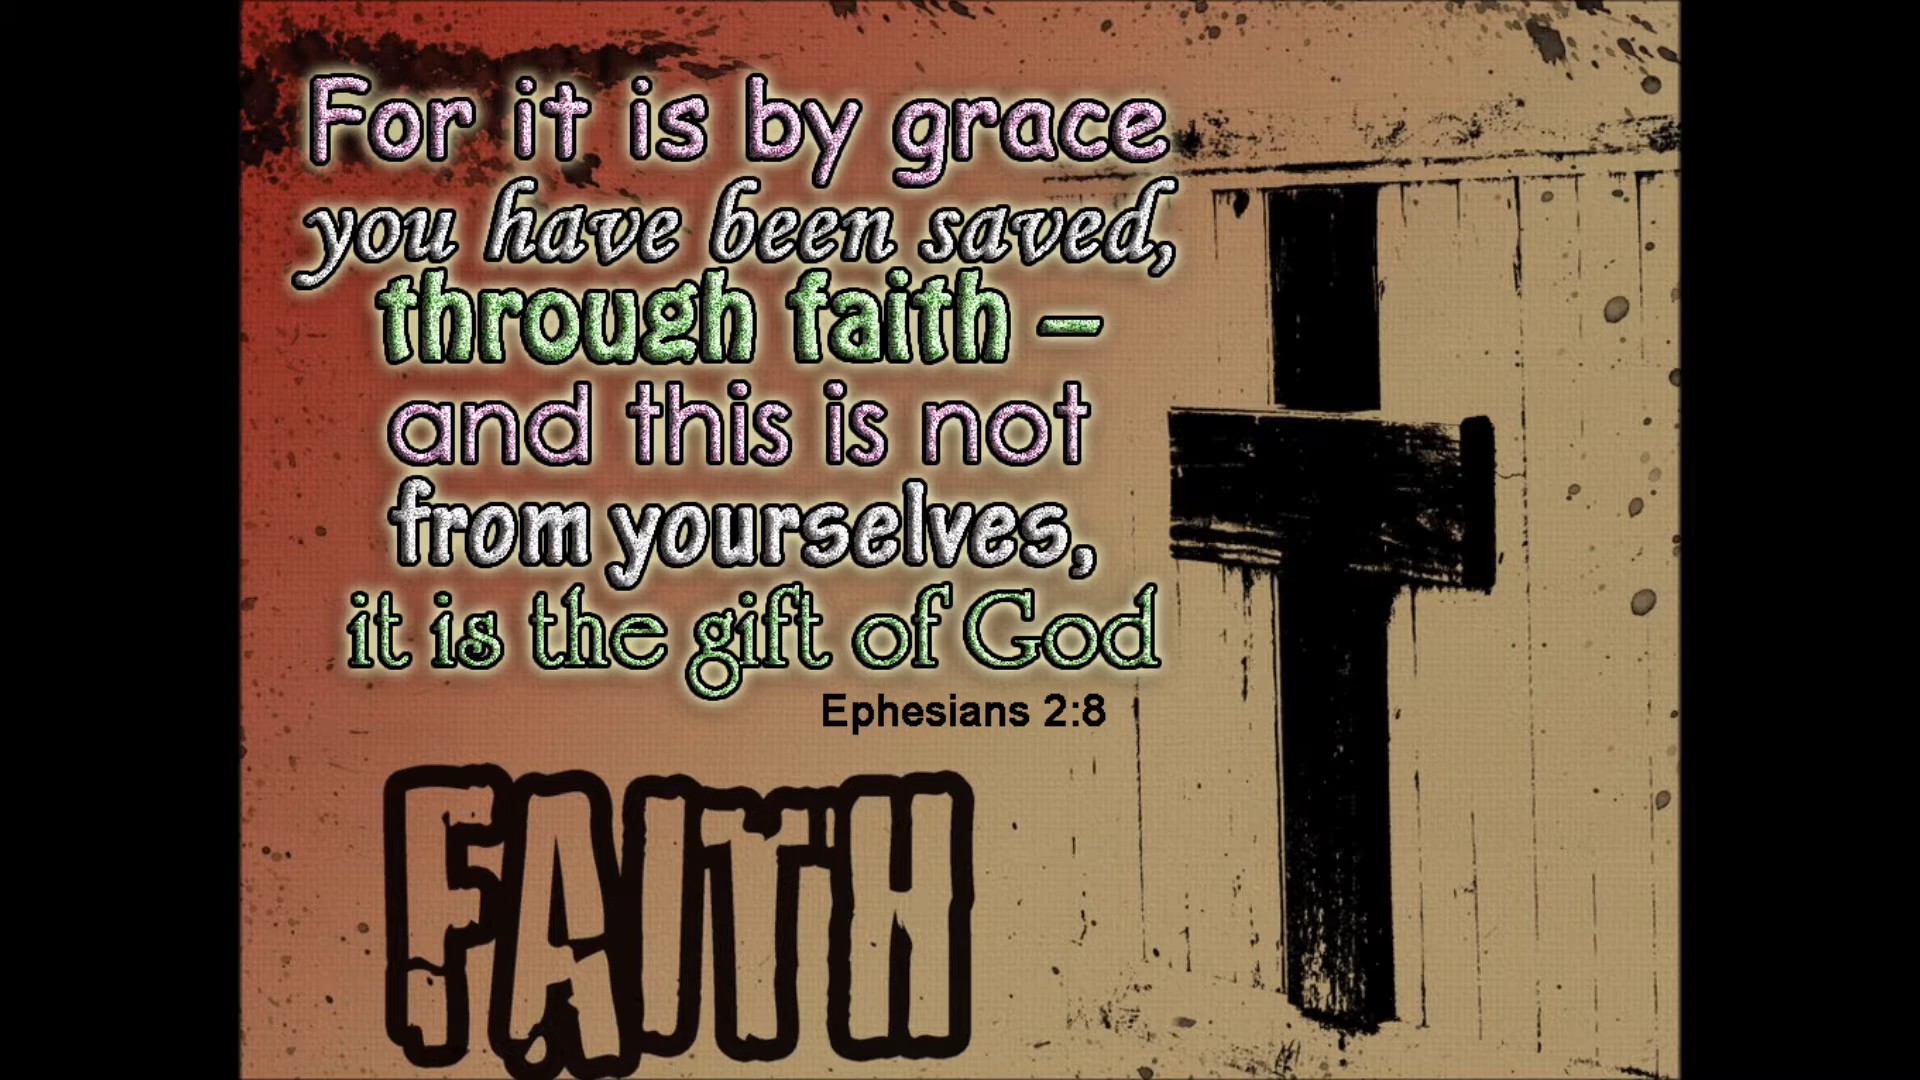 For it is by grace
you have been saved,
through faith –
and this is not
from yourselves,
it is the gift of God
Ephesians 2:8
FAITH